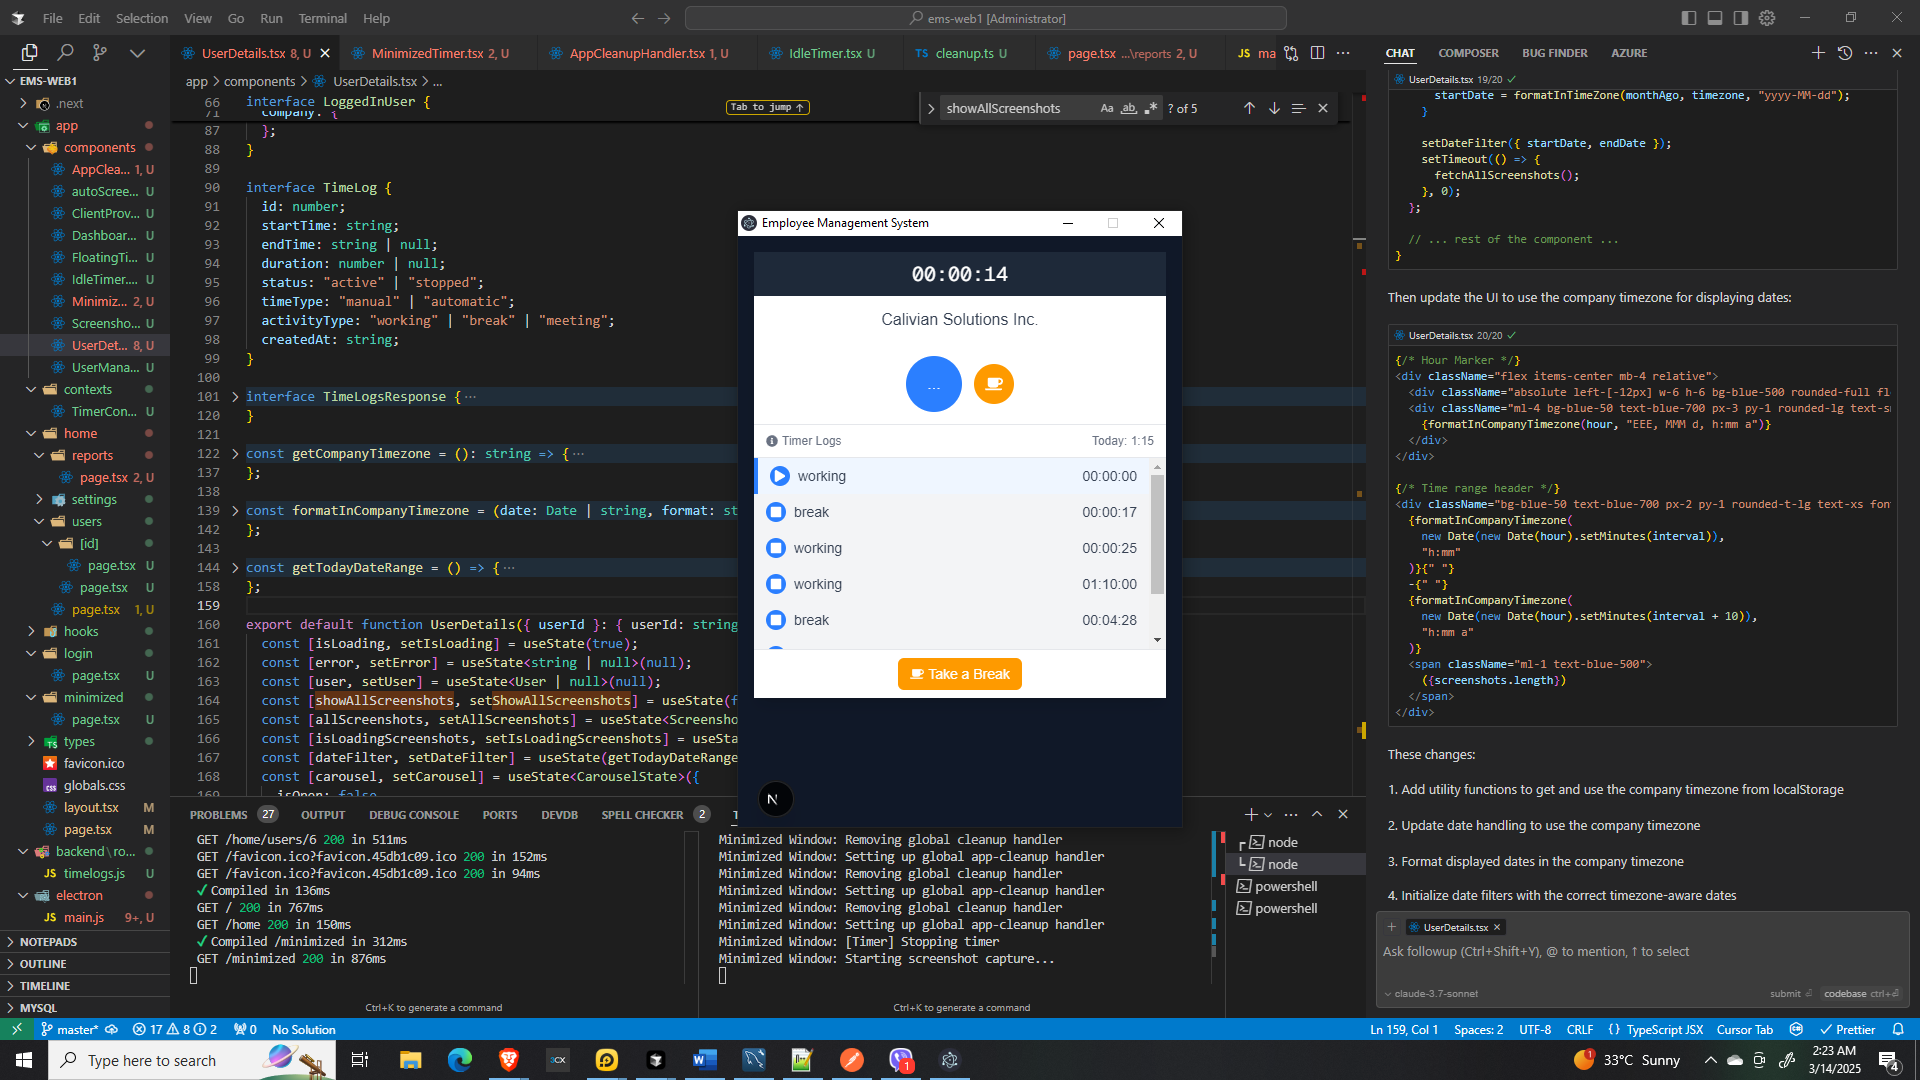 File Edit Selection View Go Run Terminal Help
ems-web1 [Administrator]
UserDetails.tsx 8, U
MinimizedTimer.tsx 2, U
AppCleanupHandler.tsx 1, U
IdleTimer.tsx U
cleanup.ts U
page.tsx ...\reports 2, U
JS ma
CHAT COMPOSER BUG FINDER AZURE
EMS-WEB1
.next
app
components
AppClea... 1, U
autoScree... U
ClientProv... U
Dashboar... U
FloatingTi... U
IdleTimer.... U
Minimiz... 2, U
Screensho... U
UserDet... 8, U
UserMana... U
contexts
TimerCon... U
home
reports
page.tsx 2, U
settings
users
[id]
page.tsx U
page.tsx U
page.tsx 1, U
hooks
login
page.tsx U
minimized
page.tsx U
types
favicon.ico
globals.css
layout.tsx M
page.tsx M
backend\ro...
JS timelogs.js U
electron
JS main.js 9+, U
NOTEPADS
OUTLINE
TIMELINE
MYSQL
app > components > UserDetails.tsx > ...
Tab to jump ↑
showAllScreenshots
Aa ab
? of 5
66 interface LoggedInUser {
71 company: {
87 };
88 }
89
90 interface TimeLog {
91 id: number;
92 startTime: string;
93 endTime: string | null;
94 duration: number | null;
95 status: "active" | "stopped";
96 timeType: "manual" | "automatic";
97 activityType: "working" | "break" | "meeting";
98 createdAt: string;
99 }
100
101 interface TimeLogsResponse { ...
120 }
121
122 const getCompanyTimezone = (): string => { ...
137 };
138
139 const formatInCompanyTimezone = (date: Date | string, format: st
142 };
143
144 const getTodayDateRange = () => { ...
158 };
159
160 export default function UserDetails({ userId }: { userId: string
161 const [isLoading, setIsLoading] = useState(true);
162 const [error, setError] = useState<string | null>(null);
163 const [user, setUser] = useState<User | null>(null);
164 const [showAllScreenshots, setShowAllScreenshots] = useState(f
165 const [allScreenshots, setAllScreenshots] = useState<Screensho
166 const [isLoadingScreenshots, setIsLoadingScreenshots] = useSta
167 const [dateFilter, setDateFilter] = useState(getTodayDateRange
168 const [carousel, setCarousel] = useState<CarouselState>({
169 isOpen: false
Employee Management System
00:00:14
Calivian Solutions Inc.
...
Timer Logs Today: 1:15
working 00:00:00
break 00:00:17
working 00:00:25
working 01:10:00
break 00:04:28
Take a Break
N
PROBLEMS 27 OUTPUT DEBUG CONSOLE PORTS DEVDB SPELL CHECKER 2
GET /home/users/6 200 in 511ms
GET /favicon.ico?favicon.45db1c09.ico 200 in 152ms
GET /favicon.ico?favicon.45db1c09.ico 200 in 94ms
✓ Compiled in 136ms
GET / 200 in 767ms
GET /home 200 in 150ms
✓ Compiled /minimized in 312ms
GET /minimized 200 in 876ms
Ctrl+K to generate a command
Minimized Window: Removing global cleanup handler
Minimized Window: Setting up global app-cleanup handler
Minimized Window: Removing global cleanup handler
Minimized Window: Setting up global app-cleanup handler
Minimized Window: Removing global cleanup handler
Minimized Window: Setting up global app-cleanup handler
Minimized Window: [Timer] Stopping timer
Minimized Window: Starting screenshot capture...
Ctrl+K to generate a command
node
node
powershell
powershell
UserDetails.tsx 19/20 ✓
startDate = formatInTimeZone(monthAgo, timezone, "yyyy-MM-dd");
}
setDateFilter({ startDate, endDate });
setTimeout(() => {
fetchAllScreenshots();
}, 0);
};
// ... rest of the component ...
}
Then update the UI to use the company timezone for displaying dates:
UserDetails.tsx 20/20 ✓
{/* Hour Marker */}
<div className="flex items-center mb-4 relative">
<div className="absolute left-[-12px] w-6 h-6 bg-blue-500 rounded-full fl
<div className="ml-4 bg-blue-50 text-blue-700 px-3 py-1 rounded-lg text-sm
{formatInCompanyTimezone(hour, "EEE, MMM d, h:mm a")}
</div>
</div>
{/* Time range header */}
<div className="bg-blue-50 text-blue-700 px-2 py-1 rounded-t-lg text-xs fon
{formatInCompanyTimezone(
new Date(new Date(hour).setMinutes(interval)),
"h:mm"
)}{" "}
-{" "}
{formatInCompanyTimezone(
new Date(new Date(hour).setMinutes(interval + 10)),
"h:mm a"
)}
<span className="ml-1 text-blue-500">
({screenshots.length})
</span>
</div>
These changes:
1. Add utility functions to get and use the company timezone from localStorage
2. Update date handling to use the company timezone
3. Format displayed dates in the company timezone
4. Initialize date filters with the correct timezone-aware dates
UserDetails.tsx ×
Ask followup (Ctrl+Shift+Y), @ to mention, ↑ to select
claude-3.7-sonnet submit codebase ctrl+
master* 17 8 2 0 No Solution
Ln 159, Col 1 Spaces: 2 UTF-8 CRLF {} TypeScript JSX Cursor Tab Prettier
Type here to search
33°C Sunny
2:23 AM
3/14/2025
4